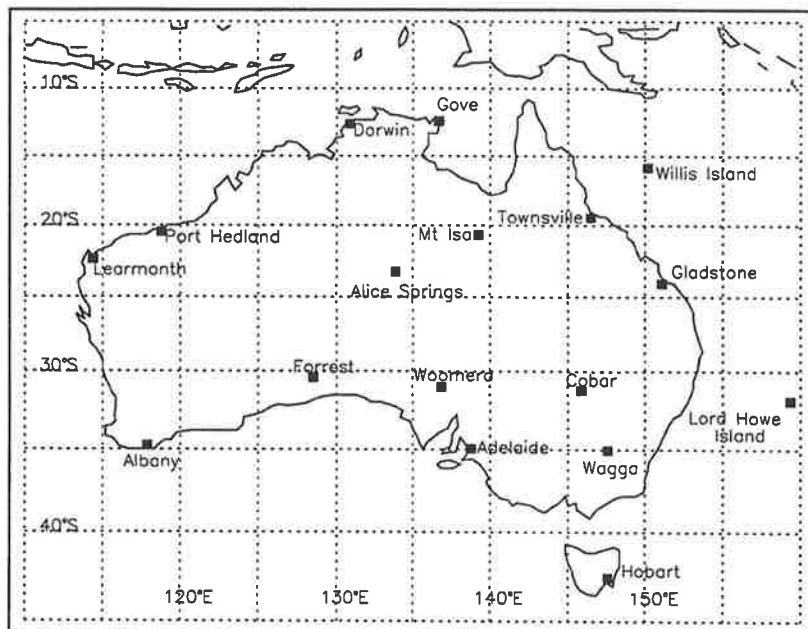 10°S
Gove
Darwin
Willis Island
20°S
Townsville
Port Hedland
Mt Isa
Learmonth
Gladstone
Alice Springs
30°S
Forrest
Woomera
Cobar
Lord Howe
Island
Adelaide
Albany
Wagga
40°S
Hobart
120°E
130°E
140°E
150°E